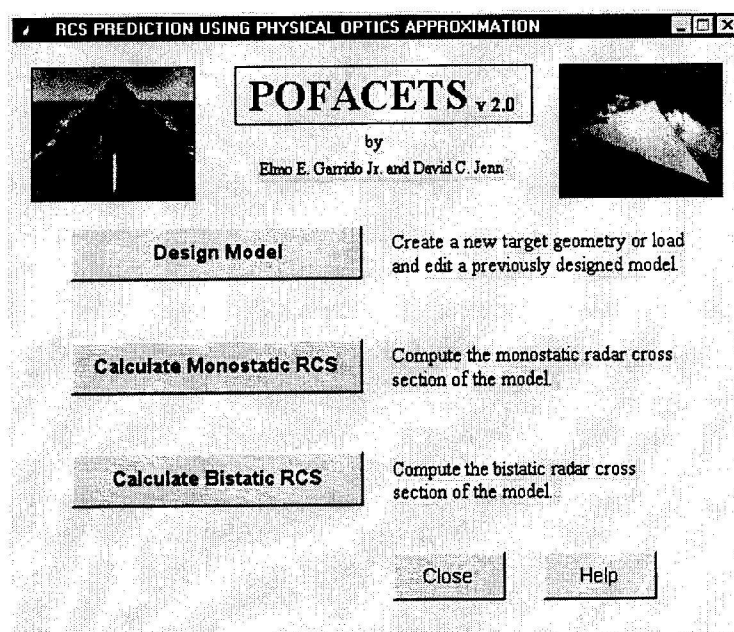 RCS PREDICTION USING PHYSICAL OPTICS APPROXIMATION
POFACETS v 2.0
by
Elmo E. Garrido Jr. and David C. Jenn
Design Model
Create a new target geometry or load
and edit a previously designed model.
Calculate Monostatic RCS
Compute the monostatic radar cross
section of the model.
Calculate Bistatic RCS
Compute the bistatic radar cross
section of the model.
Close
Help